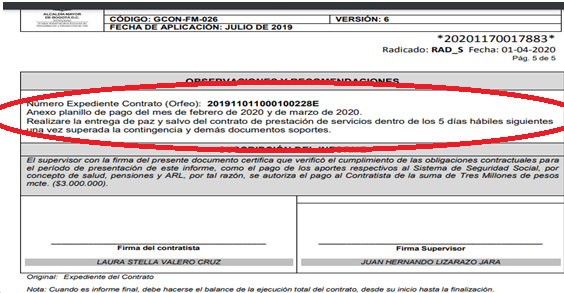 ALCALDÍA MAYOR
DE BOGOTÁ D.C.
CÓDIGO: GCON-FM-026
VERSIÓN: 6
FECHA DE APLICACIÓN: JULIO DE 2019
*20201170017883*
Radicado: RAD_S Fecha: 01-04-2020
Pág. 5 de 5
OBSERVACIONES Y RECOMENDACIONES
Número Expediente Contrato (Orfeo): 201911011000100228E
Anexo planillo de pago del mes de febrero de 2020 y de marzo de 2020.
Realizare la entrega de paz y salvo del contrato de prestación de servicios dentro de los 5 días hábiles siguientes
una vez superada la contingencia y demás documentos soportes.
SUSCRIPCIÓN DEL INFORME
El supervisor con la firma del presente documento certifica que verificó el cumplimiento de las obligaciones contractuales para
el período de presentación de este informe, como el pago de los aportes respectivos al Sistema de Seguridad Social, por
concepto de salud, pensiones y ARL, por tal razón, se autoriza el pago al Contratista de la suma de Tres Millones de pesos
mcte. ($3.000.000).
Firma del contratista
Firma Supervisor
LAURA STELLA VALERO CRUZ
JUAN HERNANDO LIZARAZO JARA
Original: Expediente del Contrato
Nota: Cuando es informe final, debe hacerse el balance de la ejecución total del contrato, desde su inicio hasta la finalización.